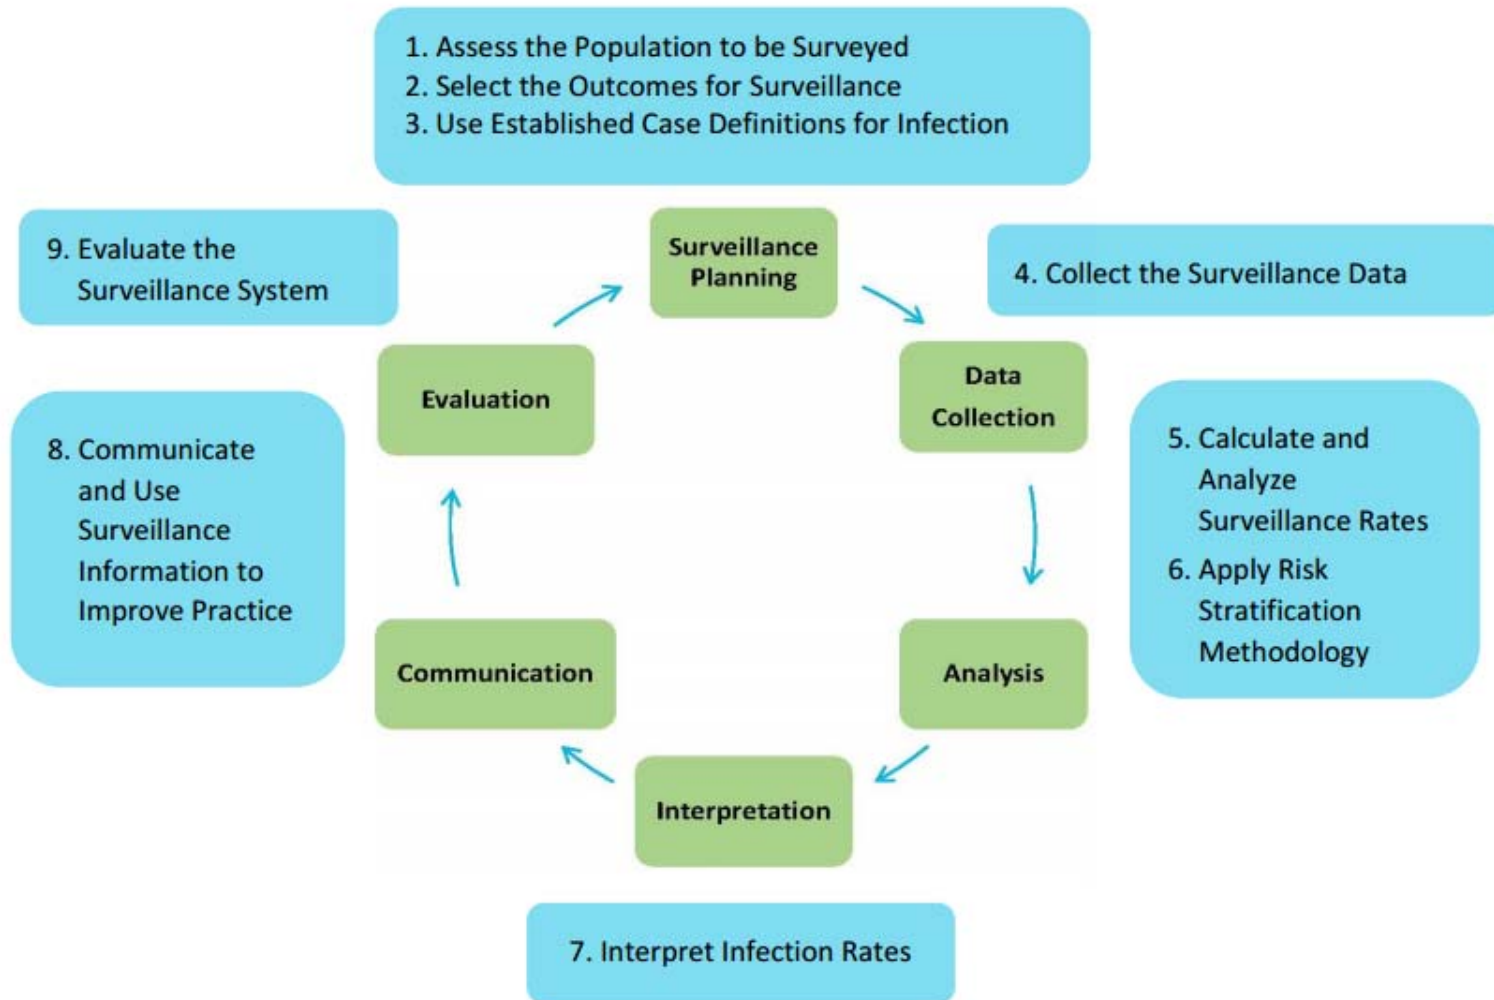 1. Assess the Population to be Surveyed
2. Select the Outcomes for Surveillance
3. Use Established Case Definitions for Infection
9. Evaluate the
Surveillance System
Surveillance
Planning
4. Collect the Surveillance Data
Evaluation
Data
Collection
8. Communicate
and Use
Surveillance
Information to
Improve Practice
5. Calculate and
Analyze
Surveillance Rates
6. Apply Risk
Stratification
Methodology
Communication
Analysis
Interpretation
7. Interpret Infection Rates